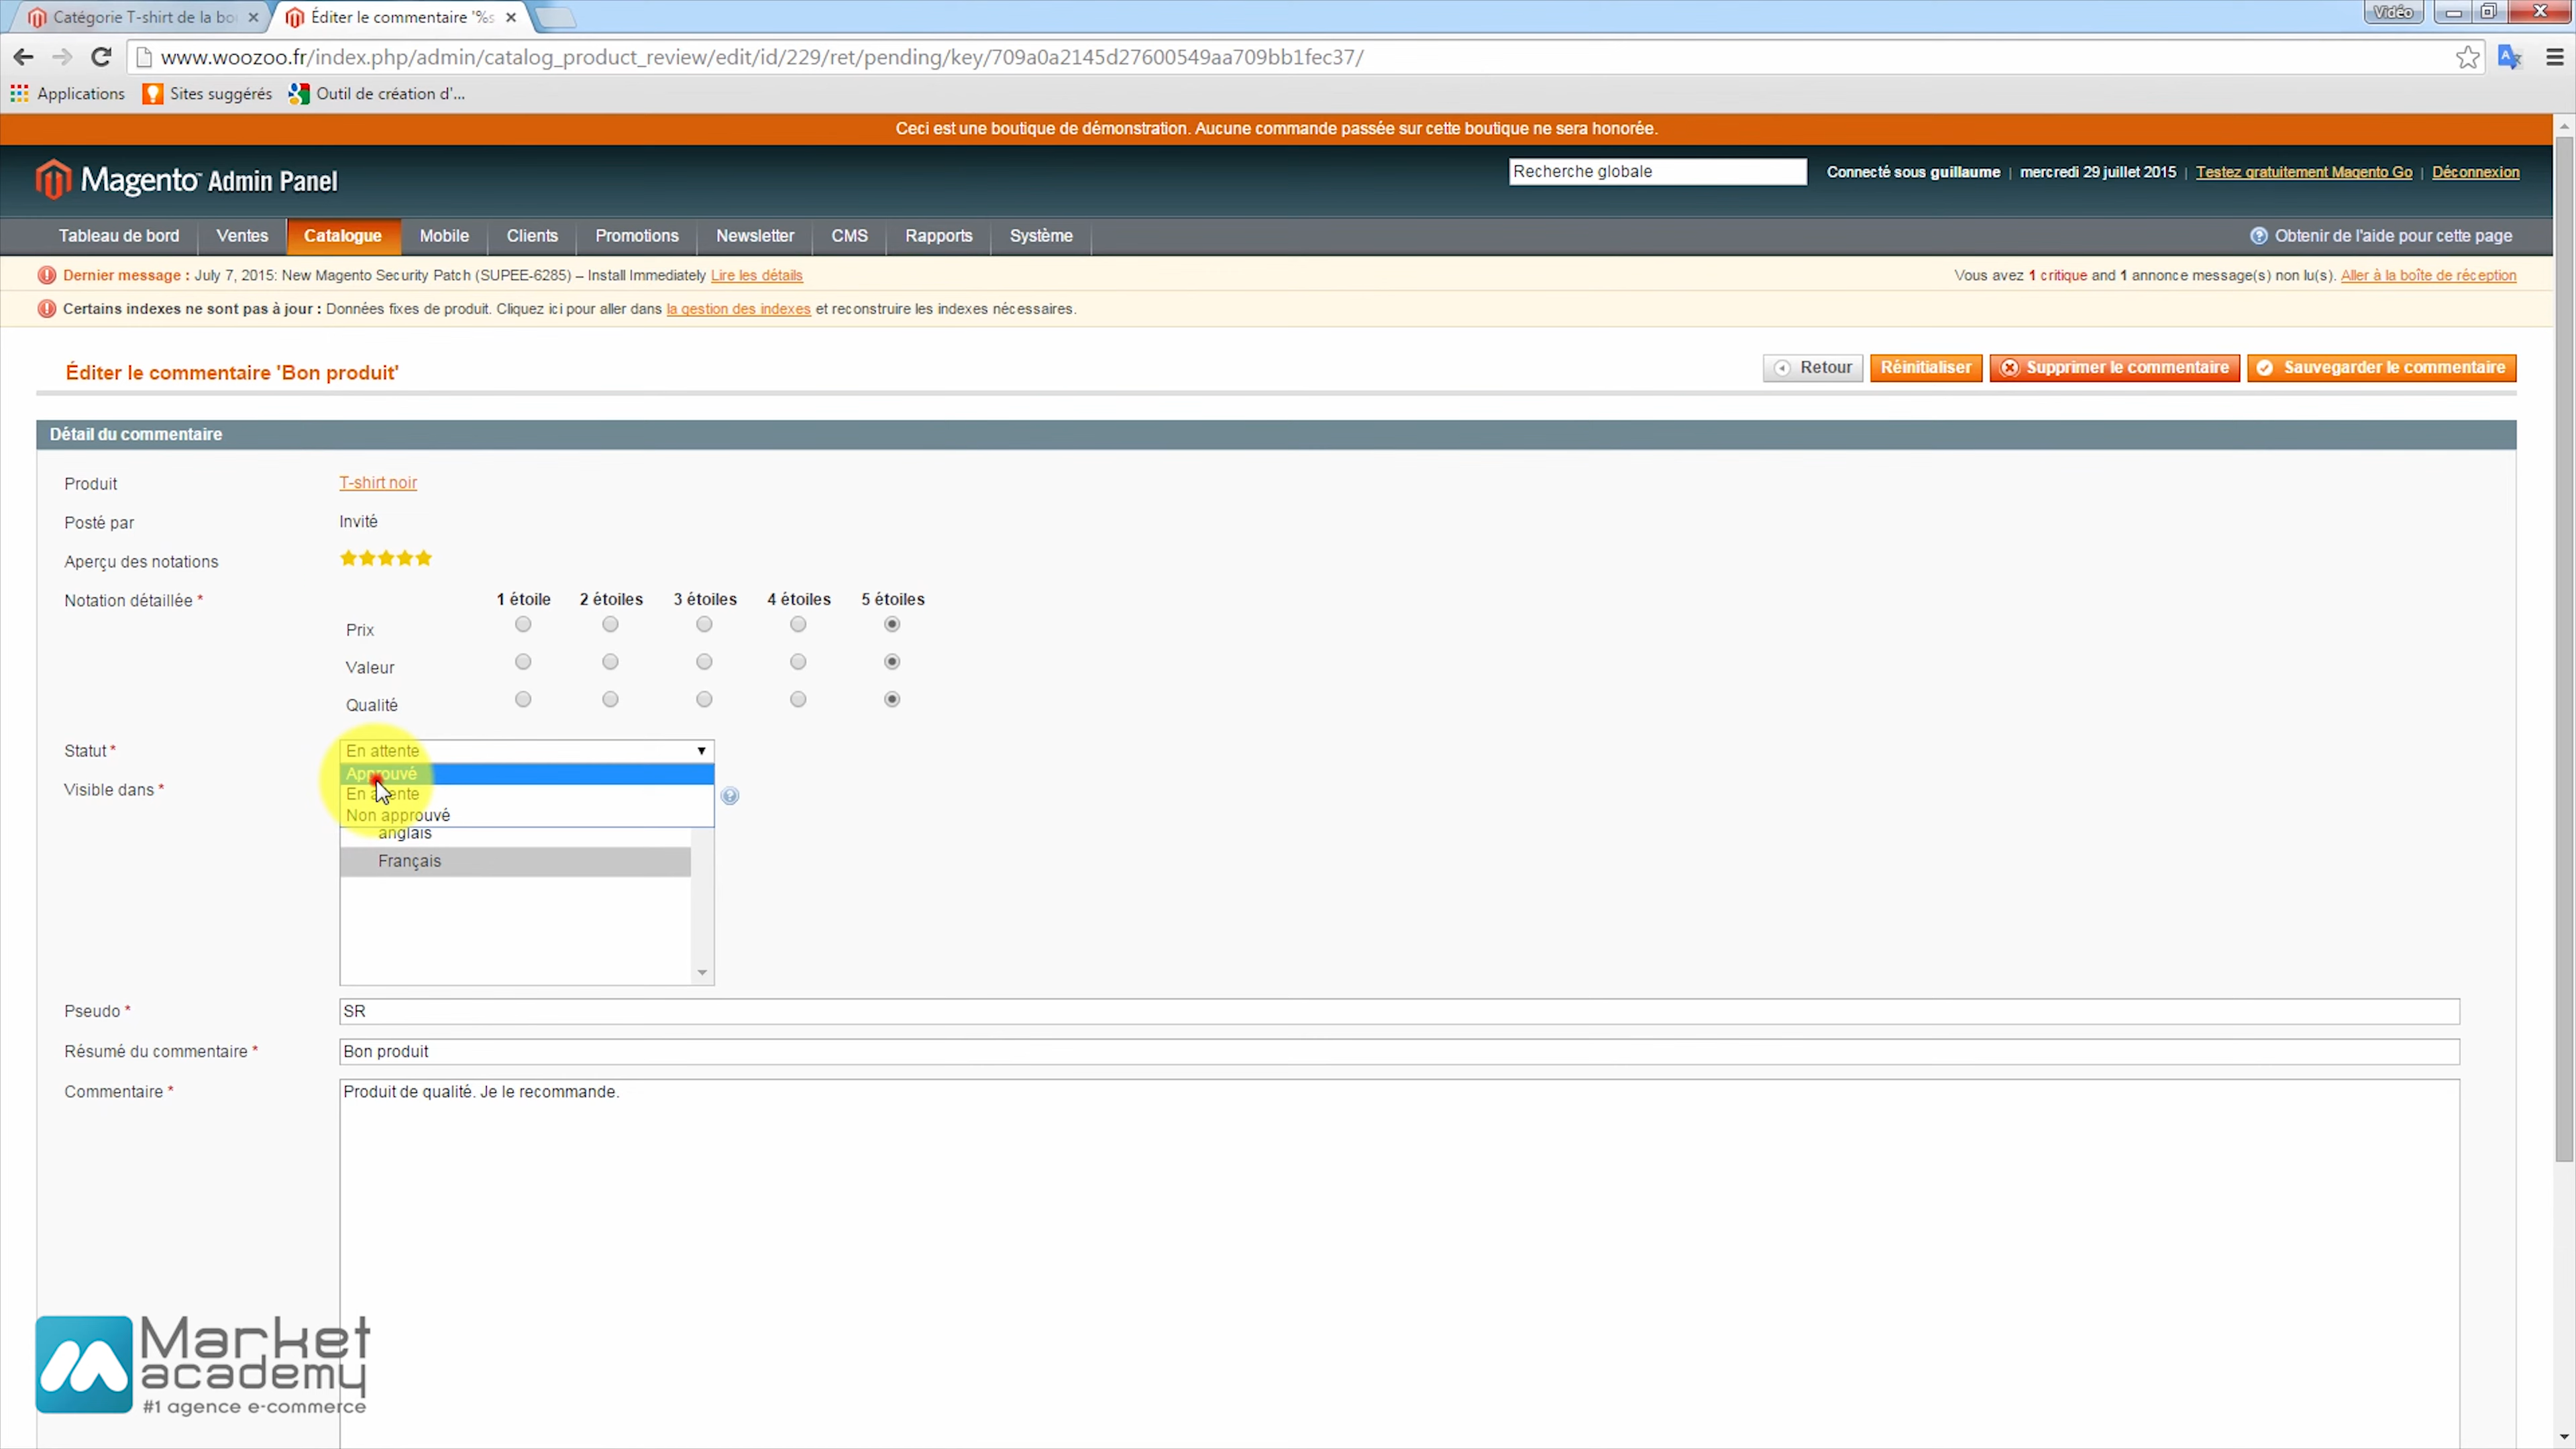 Catégorie T-shirt de la bo
Éditer le commentaire '%s
Vidéo
www.woozoo.fr/index.php/admin/catalog_product_review/edit/id/229/ret/pending/key/709a0a2145d27600549aa709bb1fec37/
Applications
Sites suggérés
Outil de création d'...
Ceci est une boutique de démonstration. Aucune commande passée sur cette boutique ne sera honorée.
Magento Admin Panel
Recherche globale
Connecté sous guillaume | mercredi 29 juillet 2015 | Testez gratuitement Magento Go | Déconnexion
Tableau de bord
Ventes
Catalogue
Mobile
Clients
Promotions
Newsletter
CMS
Rapports
Système
Obtenir de l'aide pour cette page
Dernier message : July 7, 2015: New Magento Security Patch (SUPEE-6285) – Install Immediately Lire les détails
Vous avez 1 critique and 1 annonce message(s) non lu(s). Aller à la boîte de réception
Certains indexes ne sont pas à jour : Données fixes de produit. Cliquez ici pour aller dans la gestion des indexes et reconstruire les indexes nécessaires.
Éditer le commentaire 'Bon produit'
Retour
Réinitialiser
Supprimer le commentaire
Sauvegarder le commentaire
Détail du commentaire
Produit
T-shirt noir
Posté par
Invité
Aperçu des notations
Notation détaillée *
1 étoile
2 étoiles
3 étoiles
4 étoiles
5 étoiles
Prix
Valeur
Qualité
Statut *
En attente
Approuvé
En attente
Non approuvé
Visible dans *
anglais
Français
Pseudo *
SR
Résumé du commentaire *
Bon produit
Commentaire *
Produit de qualité. Je le recommande.
Market
academy
#1 agence e-commerce